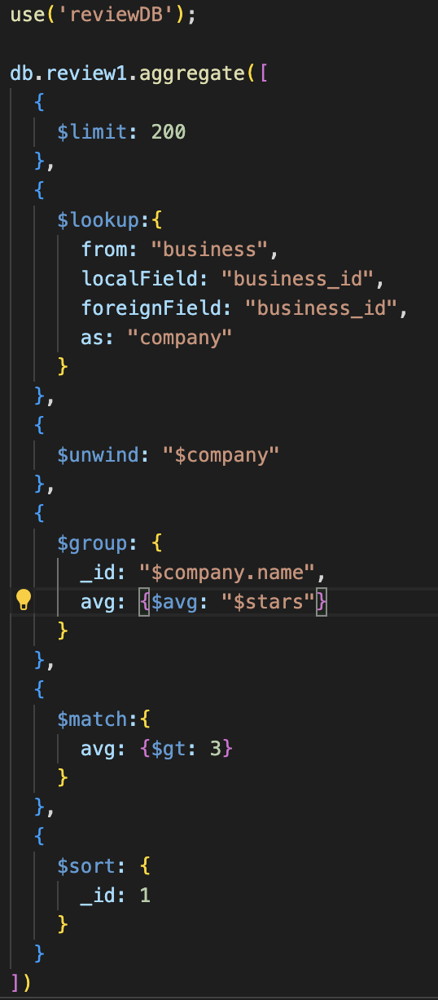 use('reviewDB');

db.review1.aggregate([
  {
    $limit: 200
  },
  {
    $lookup:{
      from: "business",
      localField: "business_id",
      foreignField: "business_id",
      as: "company"
    }
  },
  {
    $unwind: "$company"
  },
  {
    $group: {
      _id: "$company.name",
      avg: {$avg: "$stars"}
    }
  },
  {
    $match:{
      avg: {$gt: 3}
    }
  },
  {
    $sort: {
      _id: 1
    }
  }
])